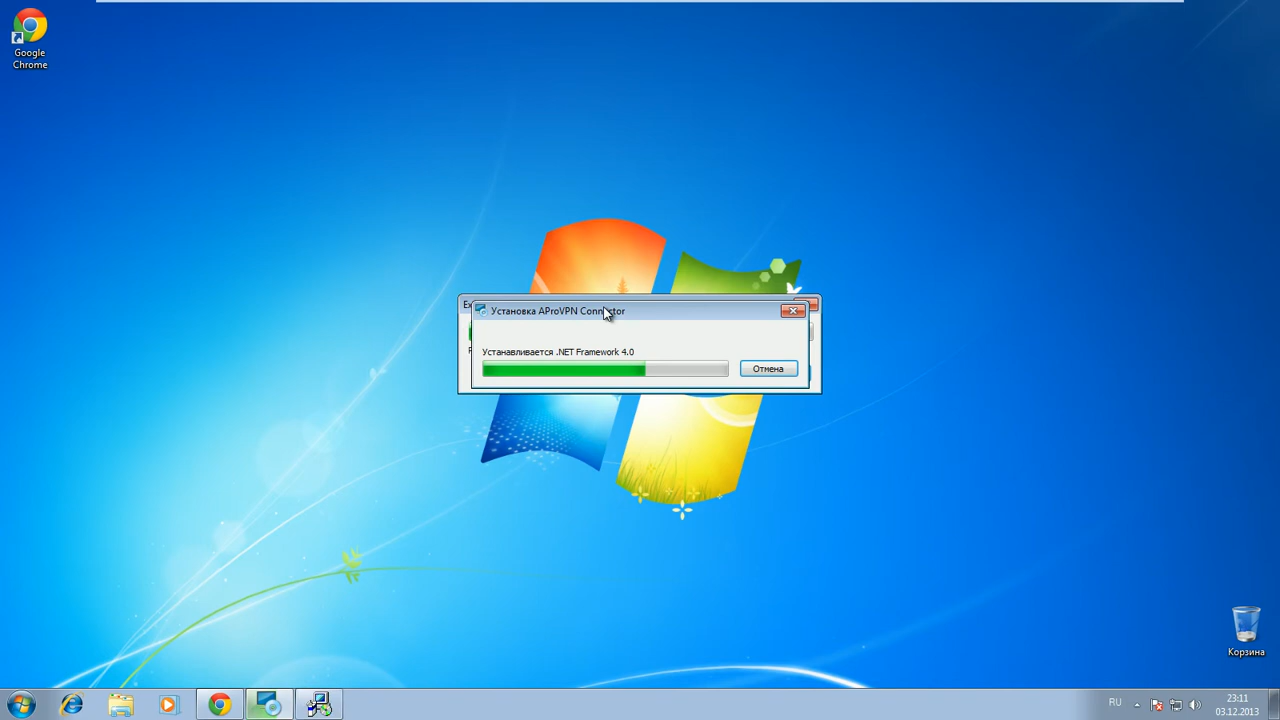 Google
Chrome
Установка AProVPN Connector
Устанавливается .NET Framework 4.0
Отмена
Корзина
RU
23:11
03.12.2013